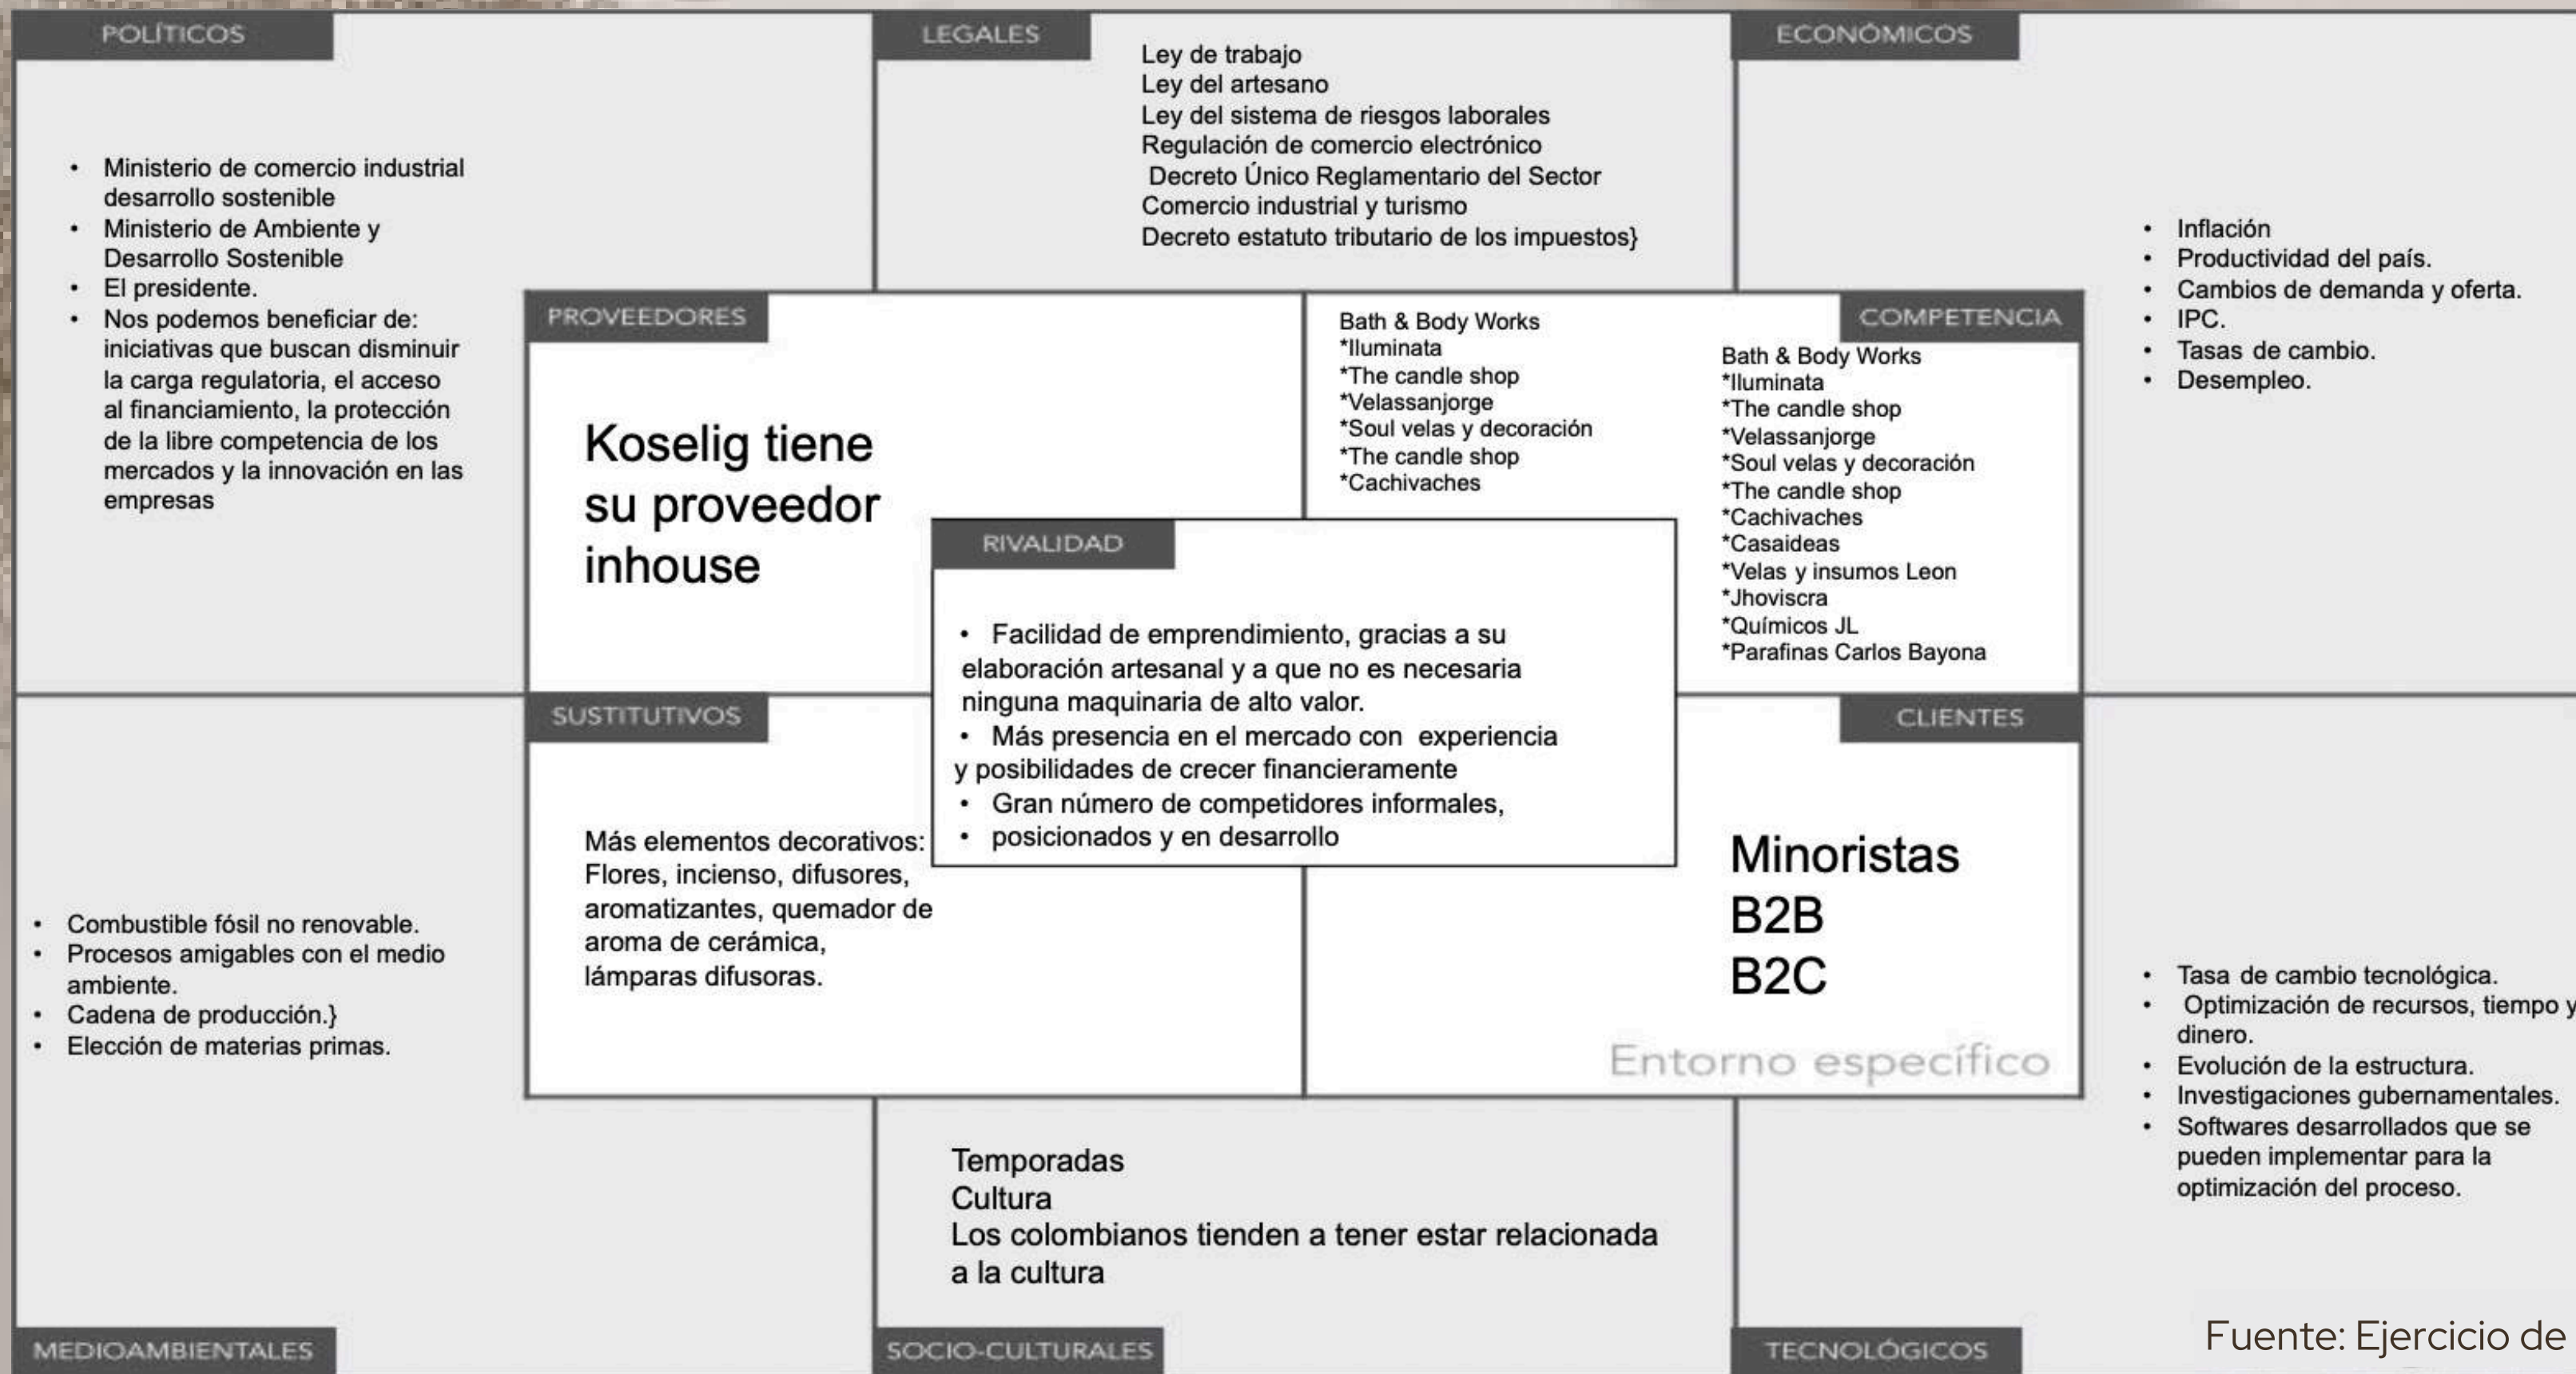 POLÍTICOS
• Ministerio de comercio industrial
desarrollo sostenible
• Ministerio de Ambiente y
Desarrollo Sostenible
• El presidente.
• Nos podemos beneficiar de:
iniciativas que buscan disminuir
la carga regulatoria, el acceso
al financiamiento, la protección
de la libre competencia de los
mercados y la innovación en las
empresas
LEGALES
Ley de trabajo
Ley del artesano
Ley del sistema de riesgos laborales
Regulación de comercio electrónico
Decreto Único Reglamentario del Sector
Comercio industrial y turismo
Decreto estatuto tributario de los impuestos}
ECONÓMICOS
• Inflación
• Productividad del país.
• Cambios de demanda y oferta.
• IPC.
• Tasas de cambio.
• Desempleo.
PROVEEDORES
Koselig tiene
su proveedor
inhouse
Bath & Body Works
*Iluminata
*The candle shop
*Velassanjorge
*Soul velas y decoración
*The candle shop
*Cachivaches
COMPETENCIA
Bath & Body Works
*Iluminata
*The candle shop
*Velassanjorge
*Soul velas y decoración
*The candle shop
*Cachivaches
*Casaideas
*Velas y insumos Leon
*Jhoviscra
*Químicos JL
*Parafinas Carlos Bayona
RIVALIDAD
• Facilidad de emprendimiento, gracias a su
elaboración artesanal y a que no es necesaria
ninguna maquinaria de alto valor.
• Más presencia en el mercado con experiencia
y posibilidades de crecer financieramente
• Gran número de competidores informales,
• posicionados y en desarrollo
SUSTITUTIVOS
Más elementos decorativos:
Flores, incienso, difusores,
aromatizantes, quemador de
aroma de cerámica,
lámparas difusoras.
CLIENTES
Minoristas
B2B
B2C
Entorno específico
• Combustible fósil no renovable.
• Procesos amigables con el medio
ambiente.
• Cadena de producción.}
• Elección de materias primas.
MEDIOAMBIENTALES
Temporadas
Cultura
Los colombianos tienden a tener estar relacionada
a la cultura
SOCIO-CULTURALES
• Tasa de cambio tecnológica.
• Optimización de recursos, tiempo y
dinero.
• Evolución de la estructura.
• Investigaciones gubernamentales.
• Softwares desarrollados que se
pueden implementar para la
optimización del proceso.
TECNOLÓGICOS
Fuente: Ejercicio de